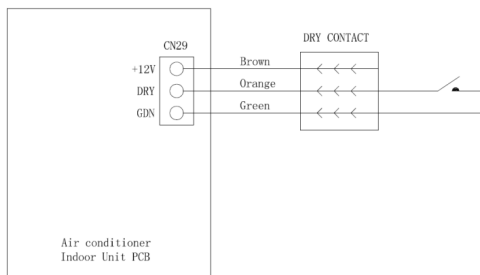 CN29
DRY CONTACT
+12V
Brown
DRY
Orange
GDN
Green
Air conditioner
Indoor Unit PCB